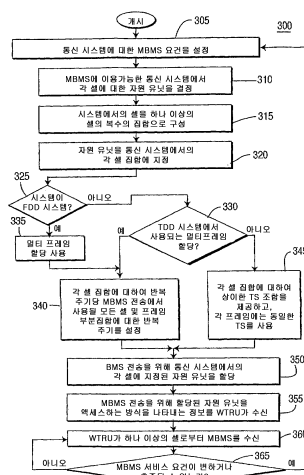 개시
300
305
통신 시스템에 대한 MBMS 요건을 설정
310
MBMS에 이용가능한 통신 시스템에서
각 셀에 대한 자원 유닛을 결정
315
시스템에서의 셀을 하나 이상의
셀의 복수의 집합으로 구성
320
자원 유닛을 통신 시스템에서의
각 셀 집합에 지정
325
시스템이
FDD 시스템?
아니오
예
330
335
멀티 프레임
할당 사용
TDD 시스템에서
사용되는 멀티프레임
할당?
예
아니오
340
각 셀 집합에 대하여 반복
주기당 MBMS 전송에서
사용될 모든 셀 및 프레임
부분집합에 대한 반복
주기를 설정
345
각 셀 집합에 대하여
상이한 TS 조합을
제공하고,
각 프레임에는 동일한
TS를 사용
350
BMS 전송을 위해 통신 시스템에서의
각 셀에 지정된 자원 유닛을 할당
355
MBMS 전송을 위해 할당된 자원 유닛을
액세스하는 방식을 나타내는 정보를 WTRU가 수신
360
WTRU가 하나 이상의 셀로부터 MBMS를 수신
365
아니오
MBMS 서비스 요건이 변하거나
예